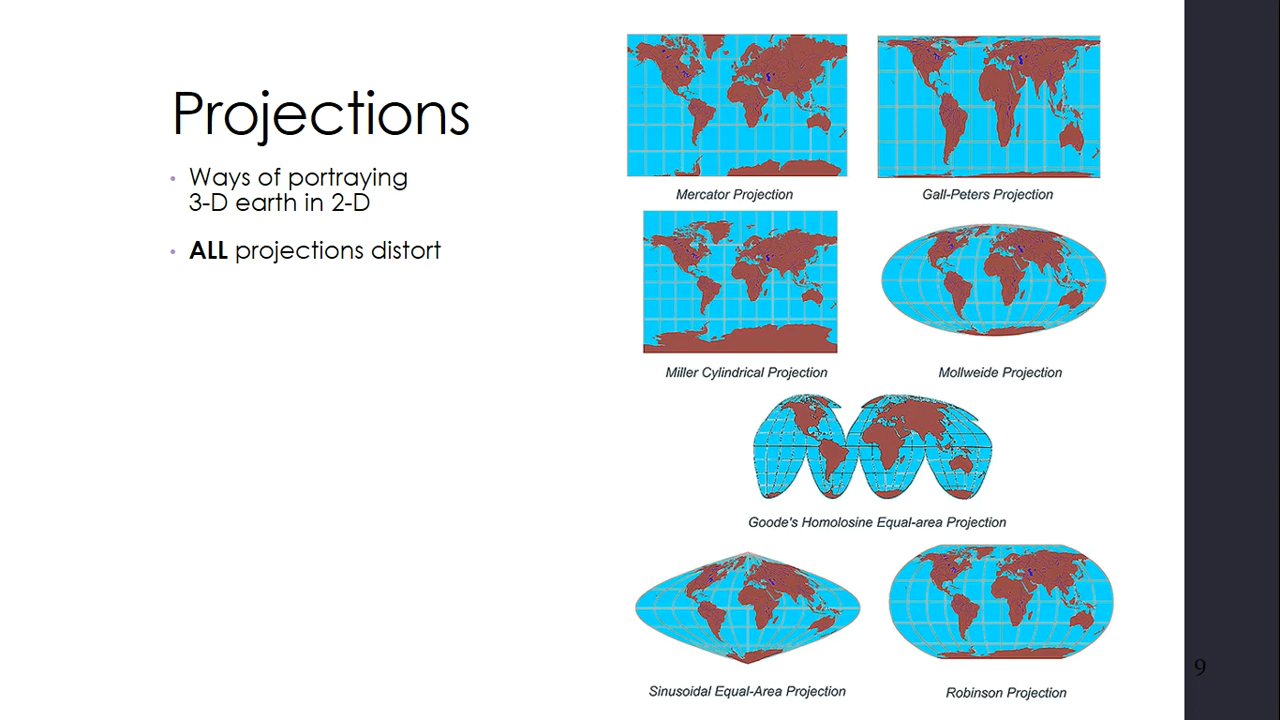 Projections
• Ways of portraying
3-D earth in 2-D
• ALL projections distort
Mercator Projection
Gall-Peters Projection
Miller Cylindrical Projection
Mollweide Projection
Goode's Homolosine Equal-area Projection
Sinusoidal Equal-Area Projection
Robinson Projection
9